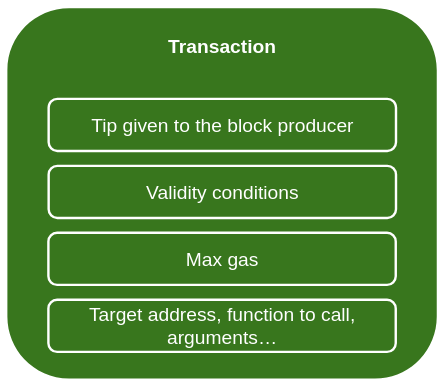 Transaction
Tip given to the block producer
Validity conditions
Max gas
Target address, function to call,
arguments…